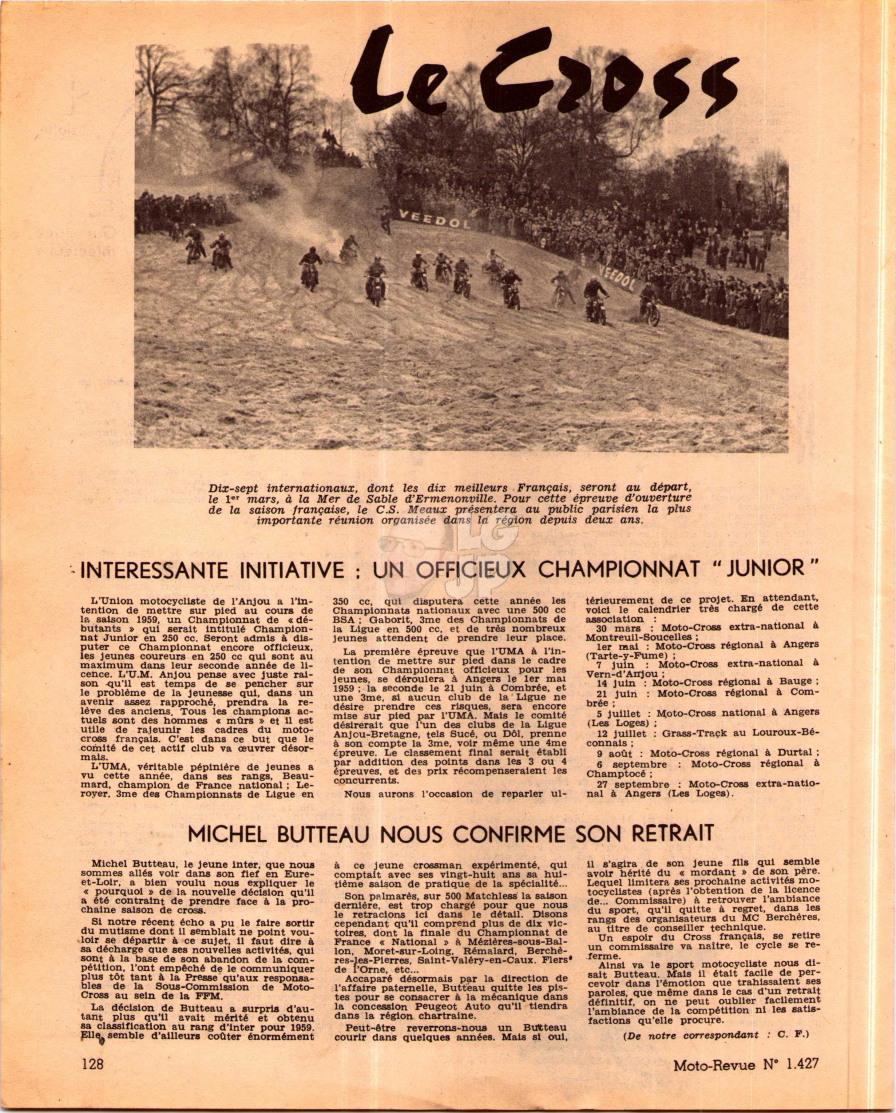 Le Cross
VEEDOL
VEEDOL
Dix-sept internationaux, dont les dix meilleurs Français, seront au départ,
le 1er mars, à la Mer de Sable d'Ermenonville. Pour cette épreuve d'ouverture
de la saison française, le C.S. Meaux présentera au public parisien la plus
importante réunion organisée dans la région depuis deux ans.
INTERESSANTE INITIATIVE : UN OFFICIEUX CHAMPIONNAT " JUNIOR "
L'Union motocycliste de l'Anjou a l'in-
tention de mettre sur pied au cours de
la saison 1959, un Championnat de « dé-
butants » qui serait intitulé Champion-
nat Junior en 250 cc. Seront admis à dis-
puter ce Championnat encore officieux,
les jeunes coureurs en 250 cc qui sont au
maximum dans leur seconde année de li-
cence. L'U.M. Anjou pense avec juste rai-
son qu'il est temps de se pencher sur
le problème de la jeunesse qui, dans un
avenir assez rapproché, prendra la re-
lève des anciens. Tous les champions ac-
tuels sont des hommes « mûrs » et il est
utile de rajeunir les cadres du moto-
cross français. C'est dans ce but que le
comité de cet actif club va œuvrer désor-
mais.
L'UMA, véritable pépinière de jeunes a
vu cette année, dans ses rangs, Beau-
mard, champion de France national ; Le-
royer, 3me des Championnats de Ligue en
350 cc, qui disputera cette année les
Championnats nationaux avec une 500 cc
BSA ; Gaborit, 3me des Championnats de
la Ligue en 500 cc, et de très nombreux
jeunes attendent de prendre leur place.
La première épreuve que l'UMA à l'in-
tention de mettre sur pied dans le cadre
de son Championnat officieux pour les
jeunes, se déroulera à Angers le 1er mai
1959 ; la seconde le 21 juin à Combrée, et
une 3me, si aucun club de la Ligue ne
désire prendre ces risques, sera encore
mise sur pied par l'UMA. Mais le comité
désirerait que l'un des clubs de la Ligue
Anjou-Bretagne, tels Sucé, ou Dôl, prenne
à son compte la 3me, voir même une 4me
épreuve. Le classement final serait établi
par addition des points dans les 3 ou 4
épreuves, et des prix récompenseraient les
concurrents.
Nous aurons l'occasion de reparler ul-
térieurement de ce projet. En attendant,
voici le calendrier très chargé de cette
association :
30 mars : Moto-Cross extra-national à
Montreuil-Soucelles ;
1er mai : Moto-Cross régional à Angers
(Tarte-y-Fume) ;
7 juin : Moto-Cross extra-national à
Vern-d'Anjou ;
14 juin : Moto-Cross régional à Bauge ;
21 juin : Moto-Cross régional à Com-
brée ;
5 juillet : Moto-Cross national à Angers
(Les Loges) ;
12 juillet : Grass-Track au Louroux-Bé-
connais ;
9 août : Moto-Cross régional à Durtal ;
6 septembre : Moto-Cross régional à
Champtocé ;
27 septembre : Moto-Cross extra-natio-
nal à Angers (Les Loges).
MICHEL BUTTEAU NOUS CONFIRME SON RETRAIT
Michel Butteau, le jeune inter, que nous
sommes allés voir dans son fief en Eure-
et-Loir, a bien voulu nous expliquer le
« pourquoi » de la nouvelle décision qu'il
a été contraint de prendre face à la pro-
chaine saison de cross.
Si notre récent écho a pu le faire sortir
du mutisme dont il semblait ne point vou-
loir se départir à ce sujet, il faut dire à
sa décharge que ses nouvelles activités, qui
sont à la base de son abandon de la com-
pétition, l'ont empêché de le communiquer
plus tôt tant à la Presse qu'aux responsa-
bles de la Sous-Commission de Moto-
Cross au sein de la FFM.
La décision de Butteau a surpris d'au-
tant plus qu'il avait mérité et obtenu
sa classification au rang d'inter pour 1959.
Elle semble d'ailleurs coûter énormément
à ce jeune crossman expérimenté, qui
comptait avec ses vingt-huit ans sa hui-
tième saison de pratique de la spécialité...
Son palmarès, sur 500 Matchless la saison
dernière, est trop chargé pour que nous
le retracions ici dans le détail. Disons
cependant qu'il comprend plus de dix vic-
toires, dont la finale du Championnat de
France « National » à Mézières-sous-Bal-
lon, Moret-sur-Loing, Rémalard, Berchè-
res-les-Pierres, Saint-Valéry-en-Caux. Fiers
de l'Orne, etc...
Accaparé désormais par la direction de
l'affaire paternelle, Butteau quitte les pis-
tes pour se consacrer à la mécanique dans
la concession Peugeot Auto qu'il tiendra
dans la région chartraine.
Peut-être reverrons-nous un Butteau
courir dans quelques années. Mais si oui,
il s'agira de son jeune fils qui semble
avoir hérité du « mordant » de son père.
Lequel limitera ses prochaine activités mo-
tocyclistes (après l'obtention de la licence
de... Commissaire) à retrouver l'ambiance
du sport, qu'il quitte à regret, dans les
rangs des organisateurs du MC Berchères,
au titre de conseiller technique.
Un espoir du Cross français, se retire
un commissaire va naître, le cycle se re-
ferme.
Ainsi va le sport motocycliste nous di-
sait Butteau. Mais il était facile de per-
cevoir dans l'émotion que trahissaient ses
paroles, que même dans le cas d'un retrait
définitif, on ne peut oublier facilement
l'ambiance de la compétition ni les satis-
factions qu'elle procure.
(De notre correspondant : C. F.)
128
Moto-Revue N° 1.427